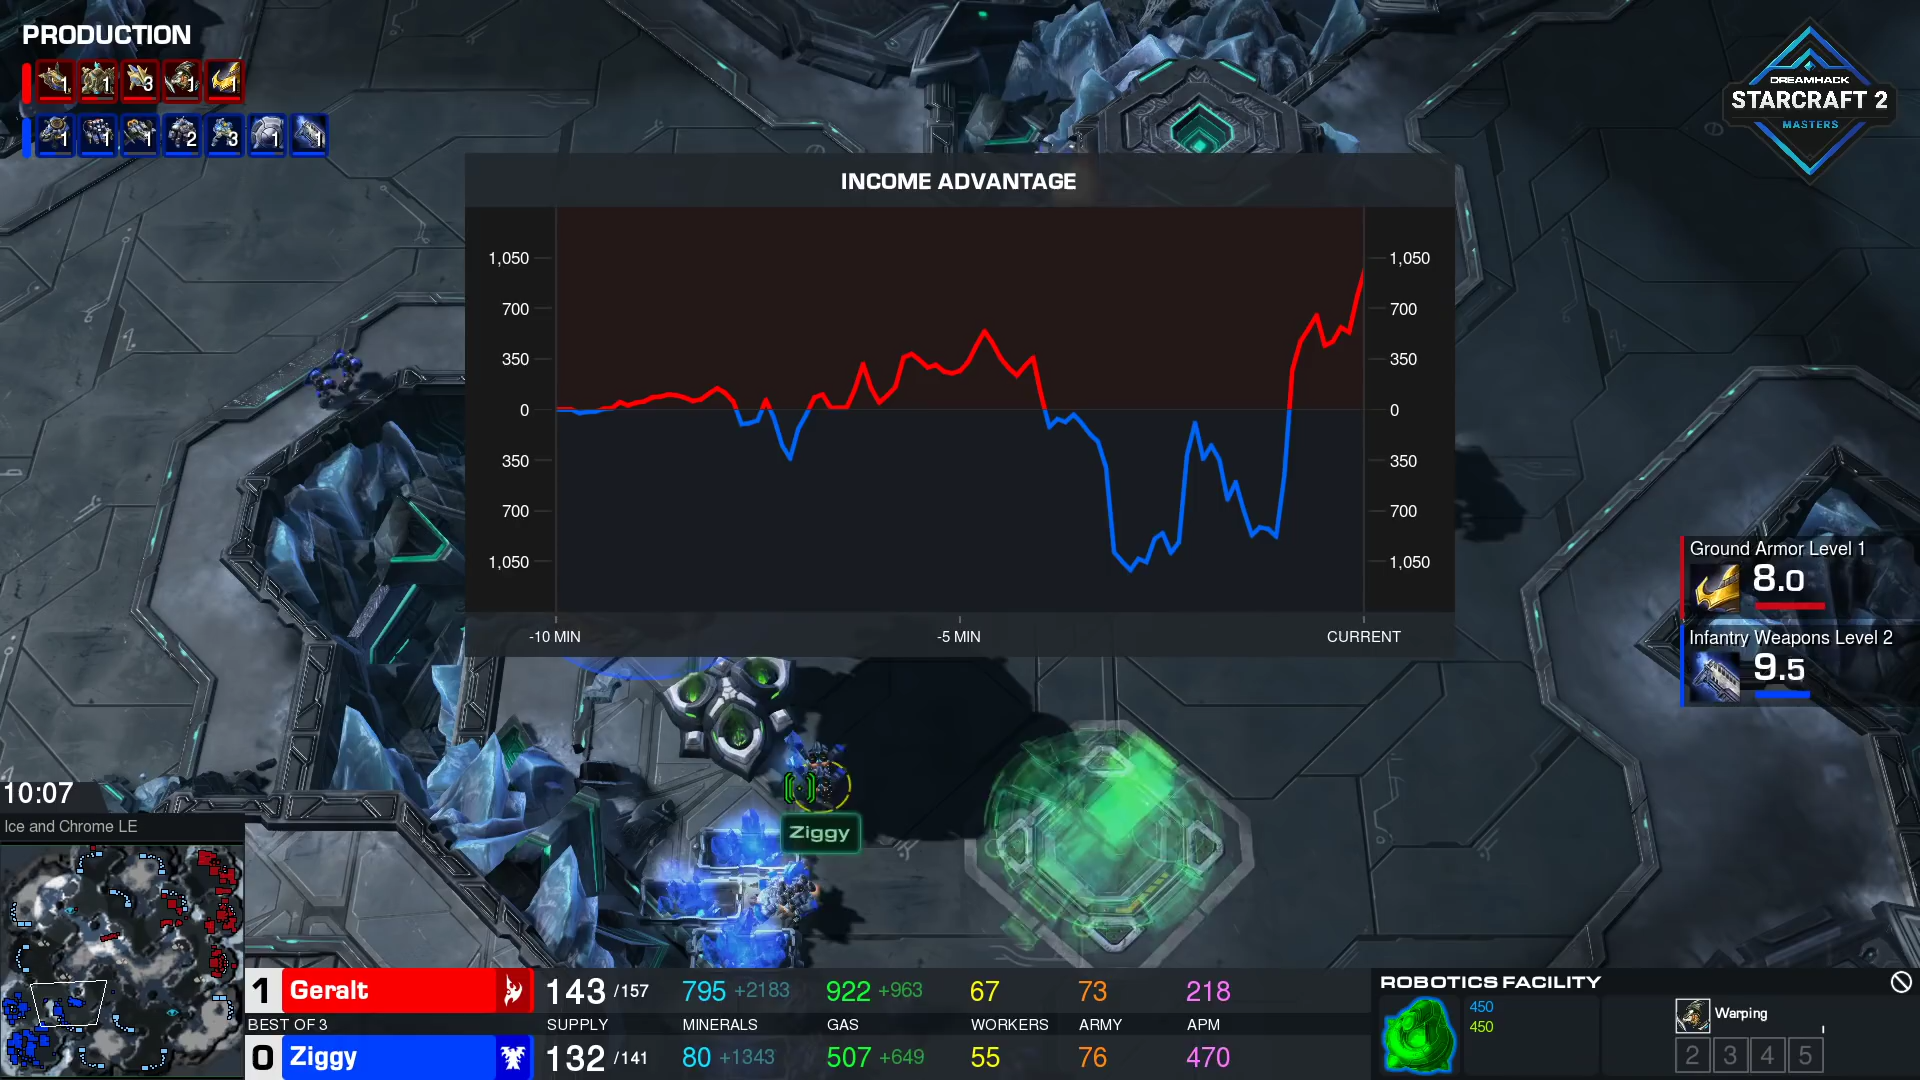 PRODUCTION
1 1 3 1 1
1 1 1 2 3 1 1
DREAMHACK
STARCRAFT 2
MASTERS
INCOME ADVANTAGE
1,050 1,050
700 700
350 350
0 0
350 350
700 700
1,050 1,050
-10 MIN -5 MIN CURRENT
Ground Armor Level 1
8.0
Infantry Weapons Level 2
9.5
Ziggy
10:07
Ice and Chrome LE
1 Geralt 143 /157 795 +2183 922 +963 67 73 218
BEST OF 3 SUPPLY MINERALS GAS WORKERS ARMY APM
0 Ziggy 132 /141 80 +1343 507 +649 55 76 470
ROBOTICS FACILITY
450
450
Warping
2 3 4 5